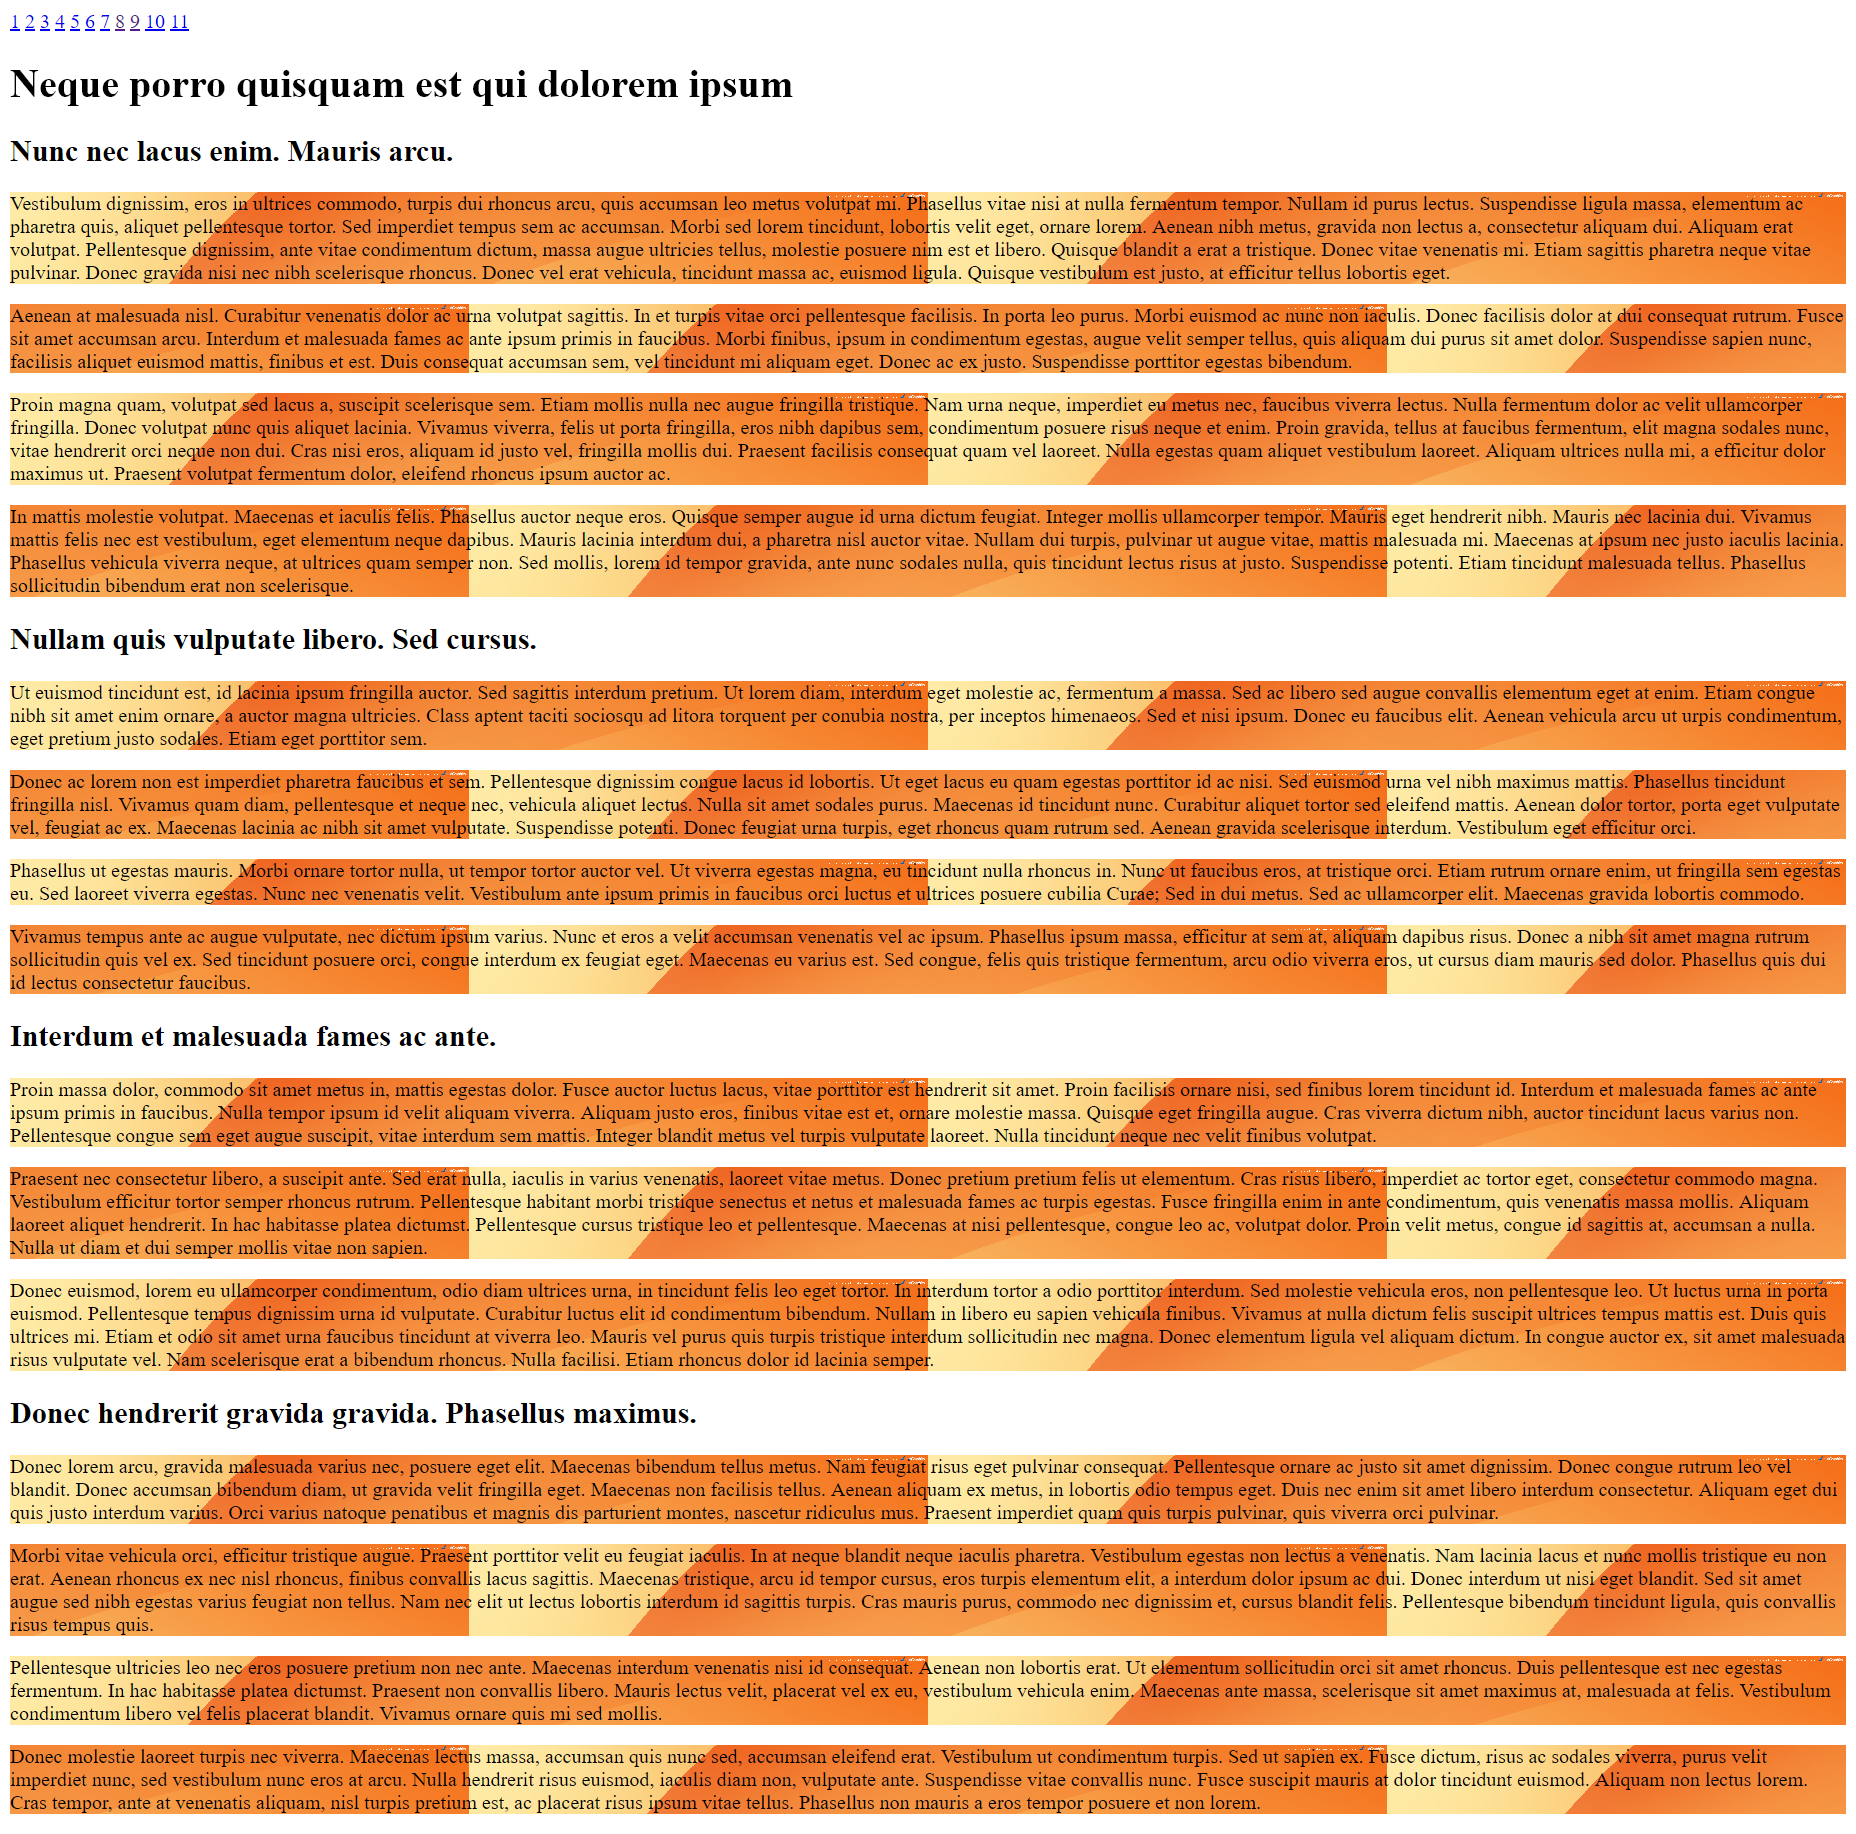 1 2 3 4 5 6 7 8 9 10 11
Neque porro quisquam est qui dolorem ipsum
Nunc nec lacus enim. Mauris arcu.
Vestibulum dignissim, eros in ultrices commodo, turpis dui rhoncus arcu, quis accumsan leo metus volutpat mi. Phasellus vitae nisi at nulla fermentum tempor. Nullam id purus lectus. Suspendisse ligula massa, elementum ac
pharetra quis, aliquet pellentesque tortor. Sed imperdiet tempus sem ac accumsan. Morbi sed lorem tincidunt, lobortis velit eget, ornare lorem. Aenean nibh metus, gravida non lectus a, consectetur aliquam dui. Aliquam erat
volutpat. Pellentesque dignissim, ante vitae condimentum dictum, massa augue ultricies tellus, molestie posuere nim est et libero. Quisque blandit a erat a tristique. Donec vitae venenatis mi. Etiam sagittis pharetra neque vitae
pulvinar. Donec gravida nisi nec nibh scelerisque rhoncus. Donec vel erat vehicula, tincidunt massa ac, euismod ligula. Quisque vestibulum est justo, at efficitur tellus lobortis eget.
Aenean at malesuada nisl. Curabitur venenatis dolor ac urna volutpat sagittis. In et turpis vitae orci pellentesque facilisis. In porta leo purus. Morbi euismod ac nunc non iaculis. Donec facilisis dolor at dui consequat rutrum. Fusce
sit amet accumsan arcu. Interdum et malesuada fames ac ante ipsum primis in faucibus. Morbi finibus, ipsum in condimentum egestas, augue velit semper tellus, quis aliquam dui purus sit amet dolor. Suspendisse sapien nunc,
facilisis aliquet euismod mattis, finibus et est. Duis consequat accumsan sem, vel tincidunt mi aliquam eget. Donec ac ex justo. Suspendisse porttitor egestas bibendum.
Proin magna quam, volutpat sed lacus a, suscipit scelerisque sem. Etiam mollis nulla nec augue fringilla tristique. Nam urna neque, imperdiet eu metus nec, faucibus viverra lectus. Nulla fermentum dolor ac velit ullamcorper
fringilla. Donec volutpat nunc quis aliquet lacinia. Vivamus viverra, felis ut porta fringilla, eros nibh dapibus sem, condimentum posuere risus neque et enim. Proin gravida, tellus at faucibus fermentum, elit magna sodales nunc,
vitae hendrerit orci neque non dui. Cras nisi eros, aliquam id justo vel, fringilla mollis dui. Praesent facilisis consequat quam vel laoreet. Nulla egestas quam aliquet vestibulum laoreet. Aliquam ultrices nulla mi, a efficitur dolor
maximus ut. Praesent volutpat fermentum dolor, eleifend rhoncus ipsum auctor ac.
In mattis molestie volutpat. Maecenas et iaculis felis. Phasellus auctor neque eros. Quisque semper augue id urna dictum feugiat. Integer mollis ullamcorper tempor. Mauris eget hendrerit nibh. Mauris nec lacinia dui. Vivamus
mattis felis nec est vestibulum, eget elementum neque dapibus. Mauris lacinia interdum dui, a pharetra nisl auctor vitae. Nullam dui turpis, pulvinar ut augue vitae, mattis malesuada mi. Maecenas at ipsum nec justo iaculis lacinia.
Phasellus vehicula viverra neque, at ultrices quam semper non. Sed mollis, lorem id tempor gravida, ante nunc sodales nulla, quis tincidunt lectus risus at justo. Suspendisse potenti. Etiam tincidunt malesuada tellus. Phasellus
sollicitudin bibendum erat non scelerisque.
Nullam quis vulputate libero. Sed cursus.
Ut euismod tincidunt est, id lacinia ipsum fringilla auctor. Sed sagittis interdum pretium. Ut lorem diam, interdum eget molestie ac, fermentum a massa. Sed ac libero sed augue convallis elementum eget at enim. Etiam congue
nibh sit amet enim ornare, a auctor magna ultricies. Class aptent taciti sociosqu ad litora torquent per conubia nostra, per inceptos himenaeos. Sed et nisi ipsum. Donec eu faucibus elit. Aenean vehicula arcu ut urpis condimentum,
eget pretium justo sodales. Etiam eget porttitor sem.
Donec ac lorem non est imperdiet pharetra faucibus et sem. Pellentesque dignissim congue lacus id lobortis. Ut eget lacus eu quam egestas porttitor id ac nisi. Sed euismod urna vel nibh maximus mattis. Phasellus tincidunt
fringilla nisl. Vivamus quam diam, pellentesque et neque nec, vehicula aliquet lectus. Nulla sit amet sodales purus. Maecenas id tincidunt nunc. Curabitur aliquet tortor sed eleifend mattis. Aenean dolor tortor, porta eget vulputate
vel, feugiat ac ex. Maecenas lacinia ac nibh sit amet vulputate. Suspendisse potenti. Donec feugiat urna turpis, eget rhoncus quam rutrum sed. Aenean gravida scelerisque interdum. Vestibulum eget efficitur orci.
Phasellus ut egestas mauris. Morbi ornare tortor nulla, ut tempor tortor auctor vel. Ut viverra egestas magna, eu tincidunt nulla rhoncus in. Nunc ut faucibus eros, at tristique orci. Etiam rutrum ornare enim, ut fringilla sem egestas
eu. Sed laoreet viverra egestas. Nunc nec venenatis velit. Vestibulum ante ipsum primis in faucibus orci luctus et ultrices posuere cubilia Curae; Sed in dui metus. Sed ac ullamcorper elit. Maecenas gravida lobortis commodo.
Vivamus tempus ante ac augue vulputate, nec dictum ipsum varius. Nunc et eros a velit accumsan venenatis vel ac ipsum. Phasellus ipsum massa, efficitur at sem at, aliquam dapibus risus. Donec a nibh sit amet magna rutrum
sollicitudin quis vel ex. Sed tincidunt posuere orci, congue interdum ex feugiat eget. Maecenas eu varius est. Sed congue, felis quis tristique fermentum, arcu odio viverra eros, ut cursus diam mauris sed dolor. Phasellus quis dui
id lectus consectetur faucibus.
Interdum et malesuada fames ac ante.
Proin massa dolor, commodo sit amet metus in, mattis egestas dolor. Fusce auctor luctus lacus, vitae porttitor est hendrerit sit amet. Proin facilisis ornare nisi, sed finibus lorem tincidunt id. Interdum et malesuada fames ac ante
ipsum primis in faucibus. Nulla tempor ipsum id velit aliquam viverra. Aliquam justo eros, finibus vitae est et, ornare molestie massa. Quisque eget fringilla augue. Cras viverra dictum nibh, auctor tincidunt lacus varius non.
Pellentesque congue sem eget augue suscipit, vitae interdum sem mattis. Integer blandit metus vel turpis vulputate laoreet. Nulla tincidunt neque nec velit finibus volutpat.
Praesent nec consectetur libero, a suscipit ante. Sed erat nulla, iaculis in varius venenatis, laoreet vitae metus. Donec pretium pretium felis ut elementum. Cras risus libero, imperdiet ac tortor eget, consectetur commodo magna.
Vestibulum efficitur tortor semper rhoncus rutrum. Pellentesque habitant morbi tristique senectus et netus et malesuada fames ac turpis egestas. Fusce fringilla enim in ante condimentum, quis venenatis massa mollis. Aliquam
laoreet aliquet hendrerit. In hac habitasse platea dictumst. Pellentesque cursus tristique leo et pellentesque. Maecenas at nisi pellentesque, congue leo ac, volutpat dolor. Proin velit metus, congue id sagittis at, accumsan a nulla.
Nulla ut diam et dui semper mollis vitae non sapien.
Donec euismod, lorem eu ullamcorper condimentum, odio diam ultrices urna, in tincidunt felis leo eget tortor. In interdum tortor a odio porttitor interdum. Sed molestie vehicula eros, non pellentesque leo. Ut luctus urna in porta
euismod. Pellentesque tempus dignissim urna id vulputate. Curabitur luctus elit id condimentum bibendum. Nullam in libero eu sapien vehicula finibus. Vivamus at nulla dictum felis suscipit ultrices tempus mattis est. Duis quis
ultrices mi. Etiam et odio sit amet urna faucibus tincidunt at viverra leo. Mauris vel purus quis turpis tristique interdum sollicitudin nec magna. Donec elementum ligula vel aliquam dictum. In congue auctor ex, sit amet malesuada
risus vulputate vel. Nam scelerisque erat a bibendum rhoncus. Nulla facilisi. Etiam rhoncus dolor id lacinia semper.
Donec hendrerit gravida gravida. Phasellus maximus.
Donec lorem arcu, gravida malesuada varius nec, posuere eget elit. Maecenas bibendum tellus metus. Nam feugiat risus eget pulvinar consequat. Pellentesque ornare ac justo sit amet dignissim. Donec congue rutrum leo vel
blandit. Donec accumsan bibendum diam, ut gravida velit fringilla eget. Maecenas non facilisis tellus. Aenean aliquam ex metus, in lobortis odio tempus eget. Duis nec enim sit amet libero interdum consectetur. Aliquam eget dui
quis justo interdum varius. Orci varius natoque penatibus et magnis dis parturient montes, nascetur ridiculus mus. Praesent imperdiet quam quis turpis pulvinar, quis viverra orci pulvinar.
Morbi vitae vehicula orci, efficitur tristique augue. Praesent porttitor velit eu feugiat iaculis. In at neque blandit neque iaculis pharetra. Vestibulum egestas non lectus a venenatis. Nam lacinia lacus et nunc mollis tristique eu non
erat. Aenean rhoncus ex nec nisl rhoncus, finibus convallis lacus sagittis. Maecenas tristique, arcu id tempor cursus, eros turpis elementum elit, a interdum dolor ipsum ac dui. Donec interdum ut nisi eget blandit. Sed sit amet
augue sed nibh egestas varius feugiat non tellus. Nam nec elit ut lectus lobortis interdum id sagittis turpis. Cras mauris purus, commodo nec dignissim et, cursus blandit felis. Pellentesque bibendum tincidunt ligula, quis convallis
risus tempus quis.
Pellentesque ultricies leo nec eros posuere pretium non nec ante. Maecenas interdum venenatis nisi id consequat. Aenean non lobortis erat. Ut elementum sollicitudin orci sit amet rhoncus. Duis pellentesque est nec egestas
fermentum. In hac habitasse platea dictumst. Praesent non convallis libero. Mauris lectus velit, placerat vel ex eu, vestibulum vehicula enim. Maecenas ante massa, scelerisque sit amet maximus at, malesuada at felis. Vestibulum
condimentum libero vel felis placerat blandit. Vivamus ornare quis mi sed mollis.
Donec molestie laoreet turpis nec viverra. Maecenas lectus massa, accumsan quis nunc sed, accumsan eleifend erat. Vestibulum ut condimentum turpis. Sed ut sapien ex. Fusce dictum, risus ac sodales viverra, purus velit
imperdiet nunc, sed vestibulum nunc eros at arcu. Nulla hendrerit risus euismod, iaculis diam non, vulputate ante. Suspendisse vitae convallis nunc. Fusce suscipit mauris at dolor tincidunt euismod. Aliquam non lectus lorem.
Cras tempor, ante at venenatis aliquam, nisl turpis pretium est, ac placerat risus ipsum vitae tellus. Phasellus non mauris a eros tempor posuere et non lorem.